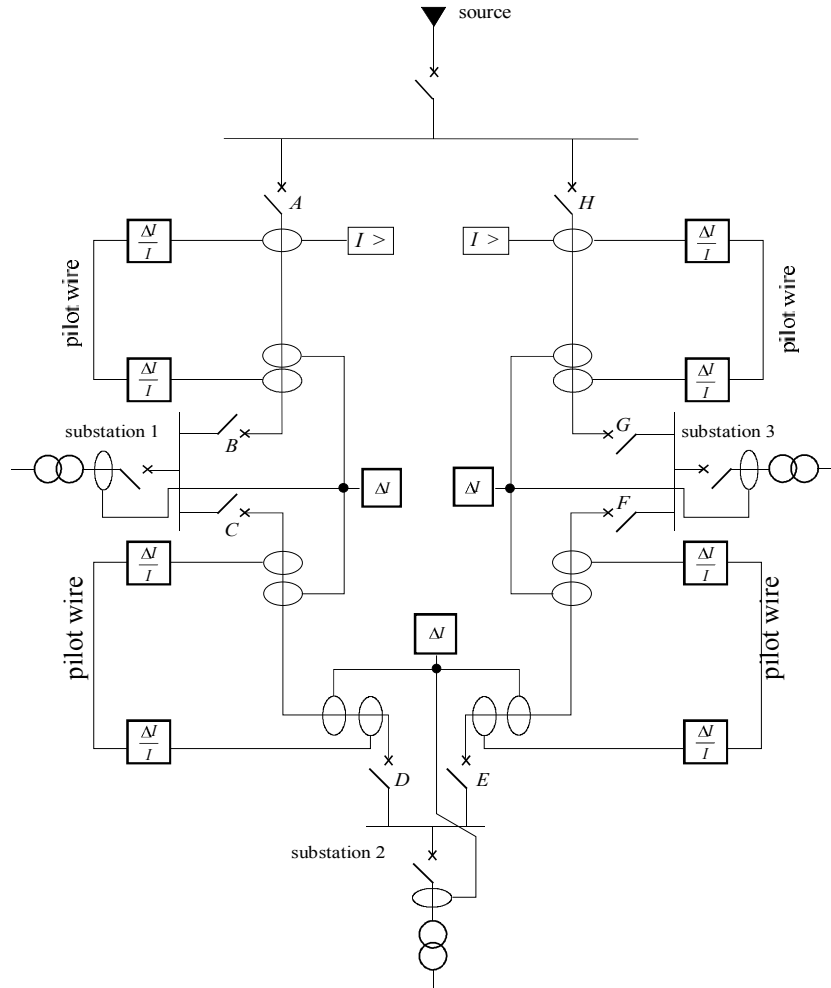 source
A H
ΔI/I I > I > ΔI/I
pilot wire pilot wire
ΔI/I ΔI/I
substation 1 B G substation 3
ΔI ΔI
C F
ΔI/I ΔI/I
pilot wire pilot wire
ΔI
ΔI/I ΔI/I
D E
substation 2